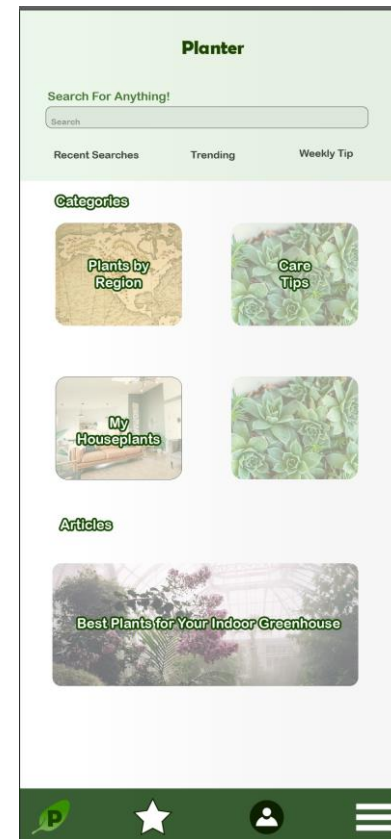 Planter
Search For Anything!
Search
Recent Searches Trending Weekly Tip
Categories
Plants by
Region
Care
Tips
My
Houseplants
Articles
Best Plants for Your Indoor Greenhouse
P